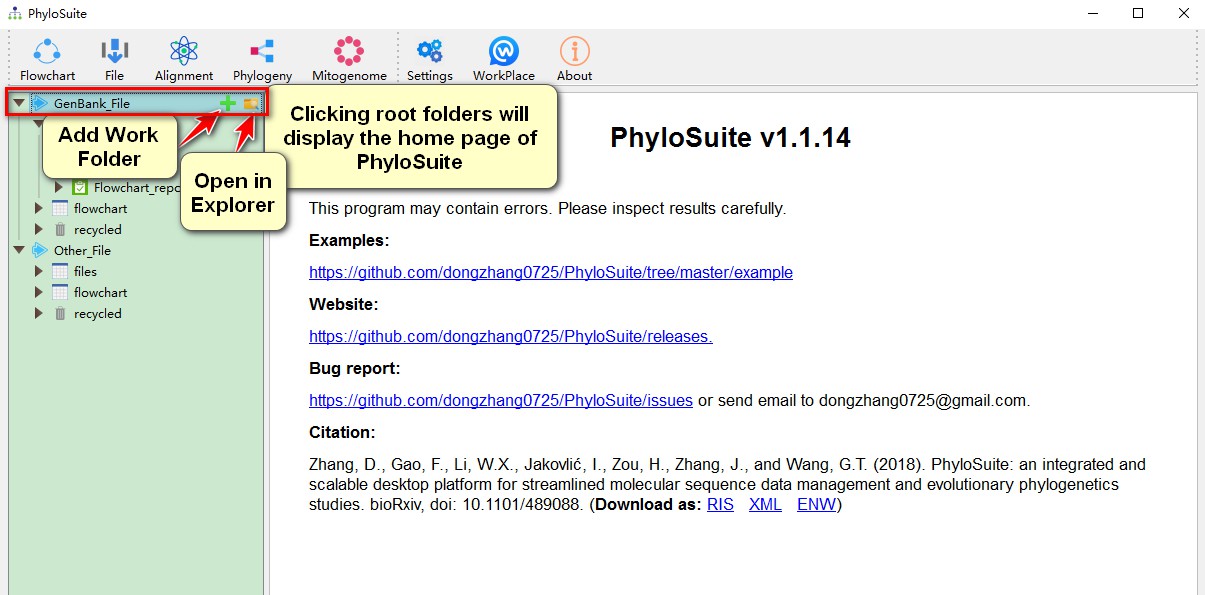 PhyloSuite
Flowchart File Alignment Phylogeny Mitogenome Settings WorkPlace About
GenBank_File
Add Work
Folder
Open in
Explorer
Clicking root folders will
display the home page of
PhyloSuite
Flowchart_repo
flowchart
recycled
Other_File
files
flowchart
recycled
PhyloSuite v1.1.14
This program may contain errors. Please inspect results carefully.
Examples:
https://github.com/dongzhang0725/PhyloSuite/tree/master/example
Website:
https://github.com/dongzhang0725/PhyloSuite/releases.
Bug report:
https://github.com/dongzhang0725/PhyloSuite/issues or send email to dongzhang0725@gmail.com.
Citation:
Zhang, D., Gao, F., Li, W.X., Jakovlić, I., Zou, H., Zhang, J., and Wang, G.T. (2018). PhyloSuite: an integrated and
scalable desktop platform for streamlined molecular sequence data management and evolutionary phylogenetics
studies. bioRxiv, doi: 10.1101/489088. (Download as: RIS XML ENW)